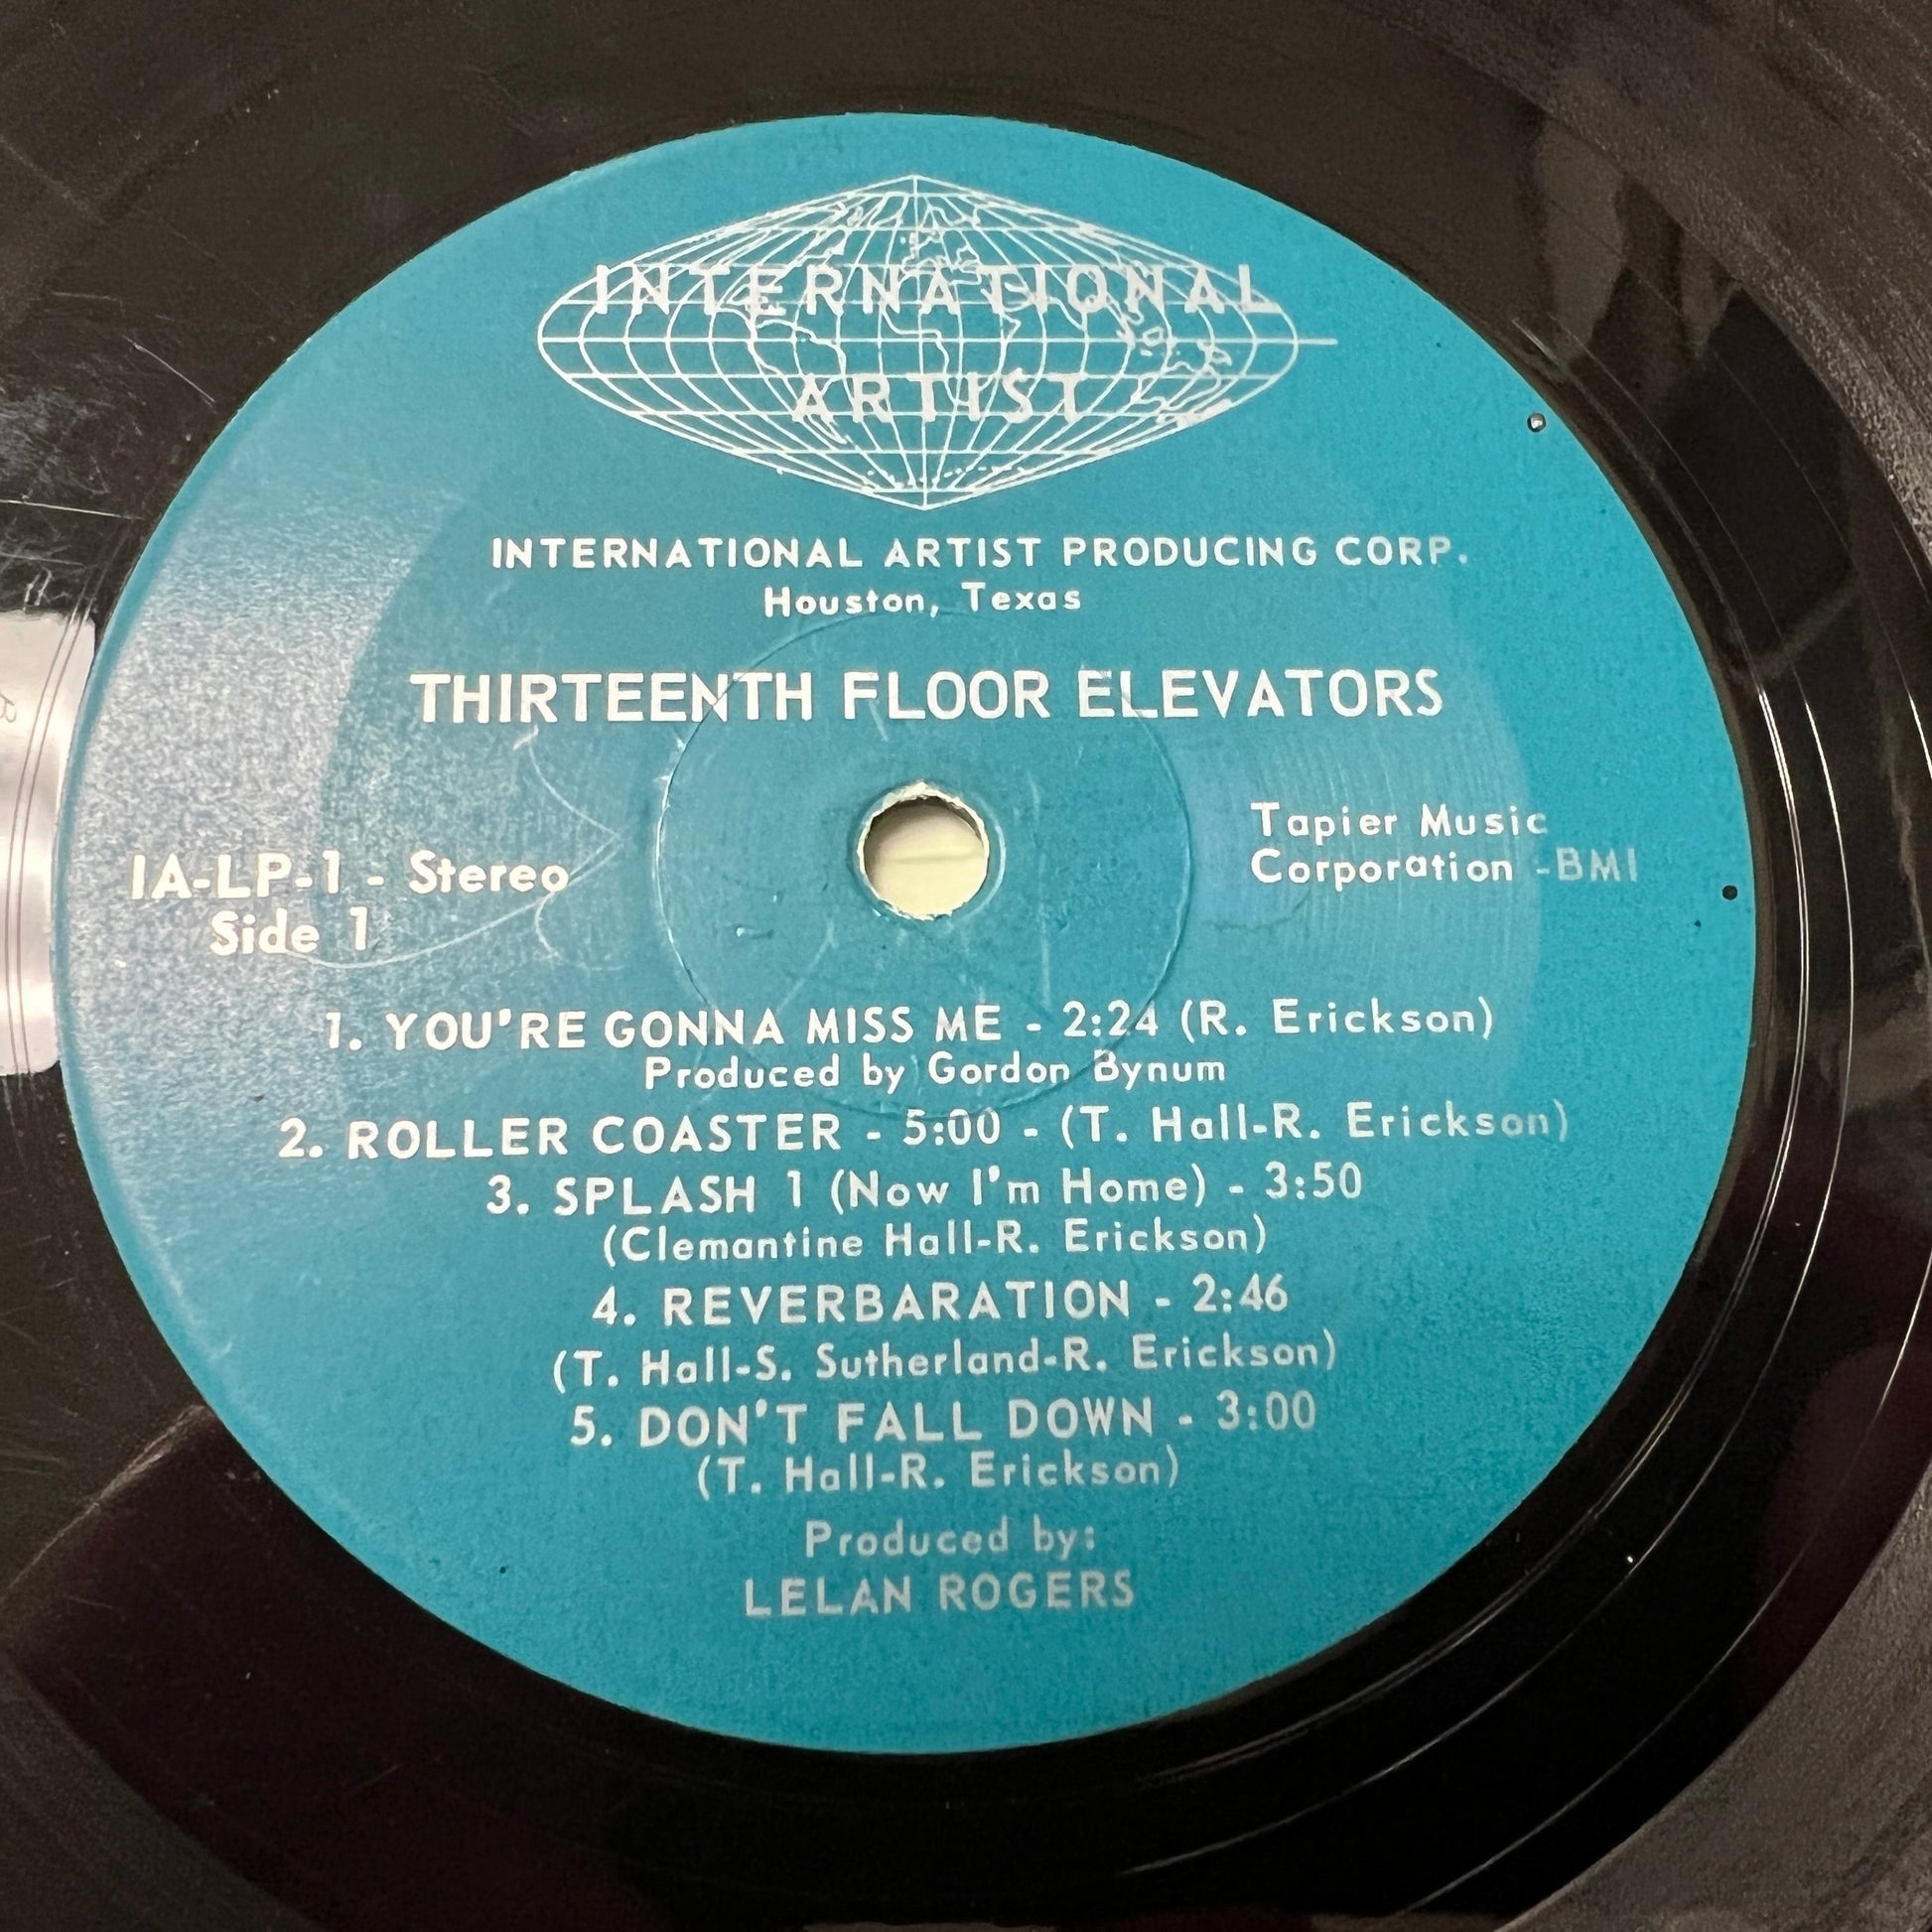 INTERNATIONAL
ARTIST
INTERNATIONAL ARTIST PRODUCING CORP.
Houston, Texas
THIRTEENTH FLOOR ELEVATORS
Tapier Music
Corporation -BMI
IA-LP-1 - Stereo
Side 1
1. YOU'RE GONNA MISS ME - 2:24 (R. Erickson)
Produced by Gordon Bynum
2. ROLLER COASTER - 5:00 - (T. Hall-R. Erickson)
3. SPLASH 1 (Now I'm Home) - 3:50
(Clemantine Hall-R. Erickson)
4. REVERBARATION - 2:46
(T. Hall-S. Sutherland-R. Erickson)
5. DON'T FALL DOWN - 3:00
(T. Hall-R. Erickson)
Produced by:
LELAN ROGERS